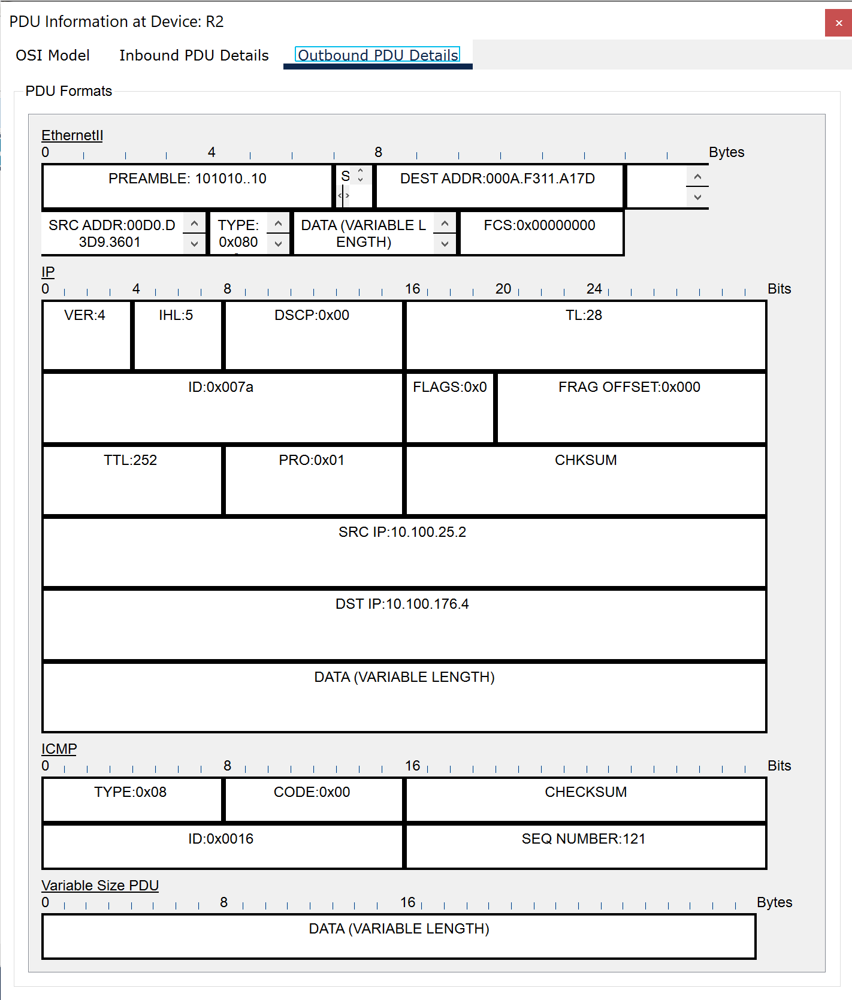 PDU Information at Device: R2
OSI Model Inbound PDU Details Outbound PDU Details
PDU Formats
EthernetII
0 4 8 Bytes
PREAMBLE: 101010..10 S DEST ADDR:000A.F311.A17D
SRC ADDR:00D0.D TYPE: DATA (VARIABLE L FCS:0x00000000
3D9.3601 0x080 ENGTH)
IP
0 4 8 16 20 24 Bits
VER:4 IHL:5 DSCP:0x00 TL:28
ID:0x007a FLAGS:0x0 FRAG OFFSET:0x000
TTL:252 PRO:0x01 CHKSUM
SRC IP:10.100.25.2
DST IP:10.100.176.4
DATA (VARIABLE LENGTH)
ICMP
0 8 16 Bits
TYPE:0x08 CODE:0x00 CHECKSUM
ID:0x0016 SEQ NUMBER:121
Variable Size PDU
0 8 16 Bytes
DATA (VARIABLE LENGTH)